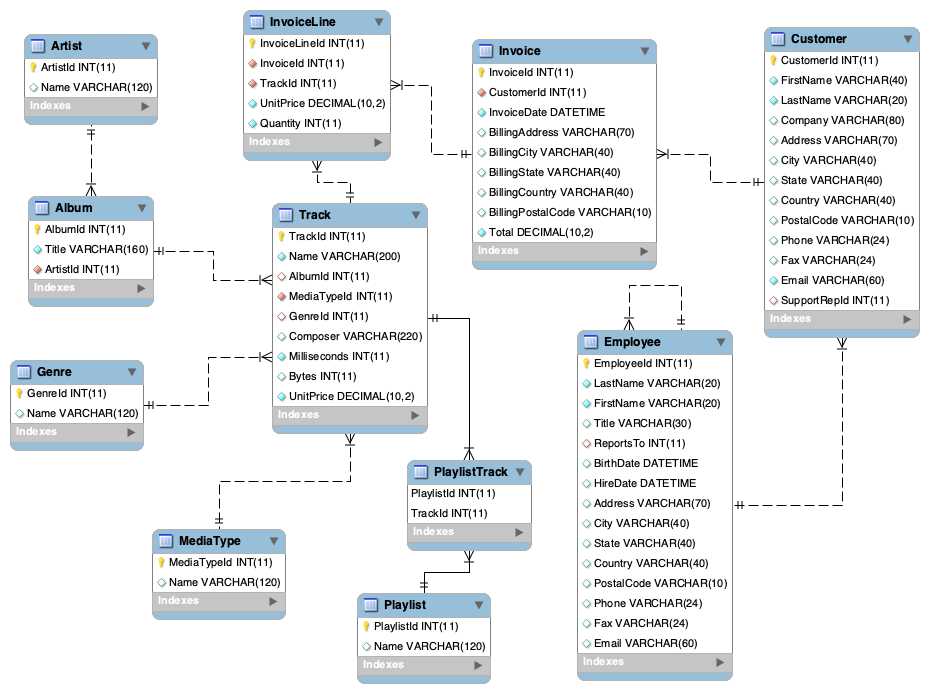 Artist
ArtistId INT(11)
Name VARCHAR(120)
Indexes
Album
AlbumId INT(11)
Title VARCHAR(160)
ArtistId INT(11)
Indexes
Genre
GenreId INT(11)
Name VARCHAR(120)
Indexes
InvoiceLine
InvoiceLineId INT(11)
InvoiceId INT(11)
TrackId INT(11)
UnitPrice DECIMAL(10,2)
Quantity INT(11)
Indexes
Track
TrackId INT(11)
Name VARCHAR(200)
AlbumId INT(11)
MediaTypeId INT(11)
GenreId INT(11)
Composer VARCHAR(220)
Milliseconds INT(11)
Bytes INT(11)
UnitPrice DECIMAL(10,2)
Indexes
MediaType
MediaTypeId INT(11)
Name VARCHAR(120)
Indexes
PlaylistTrack
PlaylistId INT(11)
TrackId INT(11)
Indexes
Playlist
PlaylistId INT(11)
Name VARCHAR(120)
Indexes
Invoice
InvoiceId INT(11)
CustomerId INT(11)
InvoiceDate DATETIME
BillingAddress VARCHAR(70)
BillingCity VARCHAR(40)
BillingState VARCHAR(40)
BillingCountry VARCHAR(40)
BillingPostalCode VARCHAR(10)
Total DECIMAL(10,2)
Indexes
Employee
EmployeeId INT(11)
LastName VARCHAR(20)
FirstName VARCHAR(20)
Title VARCHAR(30)
ReportsTo INT(11)
BirthDate DATETIME
HireDate DATETIME
Address VARCHAR(70)
City VARCHAR(40)
State VARCHAR(40)
Country VARCHAR(40)
PostalCode VARCHAR(10)
Phone VARCHAR(24)
Fax VARCHAR(24)
Email VARCHAR(60)
Indexes
Customer
CustomerId INT(11)
FirstName VARCHAR(40)
LastName VARCHAR(20)
Company VARCHAR(80)
Address VARCHAR(70)
City VARCHAR(40)
State VARCHAR(40)
Country VARCHAR(40)
PostalCode VARCHAR(10)
Phone VARCHAR(24)
Fax VARCHAR(24)
Email VARCHAR(60)
SupportRepId INT(11)
Indexes